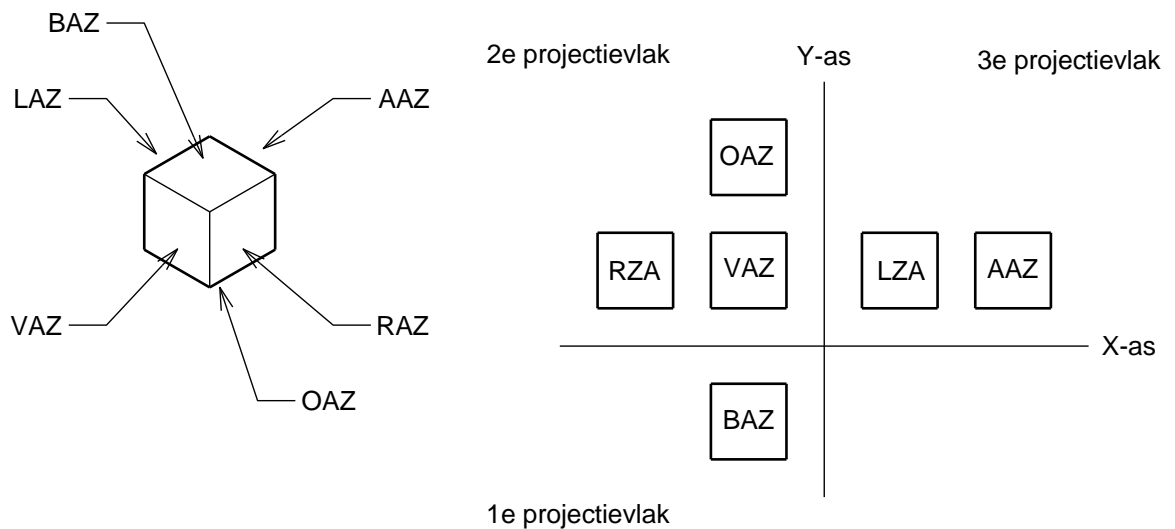 BAZ
LAZ
AAZ
VAZ
RAZ
OAZ
2e projectievlak
Y-as
3e projectievlak
OAZ
RZA
VAZ
LZA
AAZ
X-as
BAZ
1e projectievlak